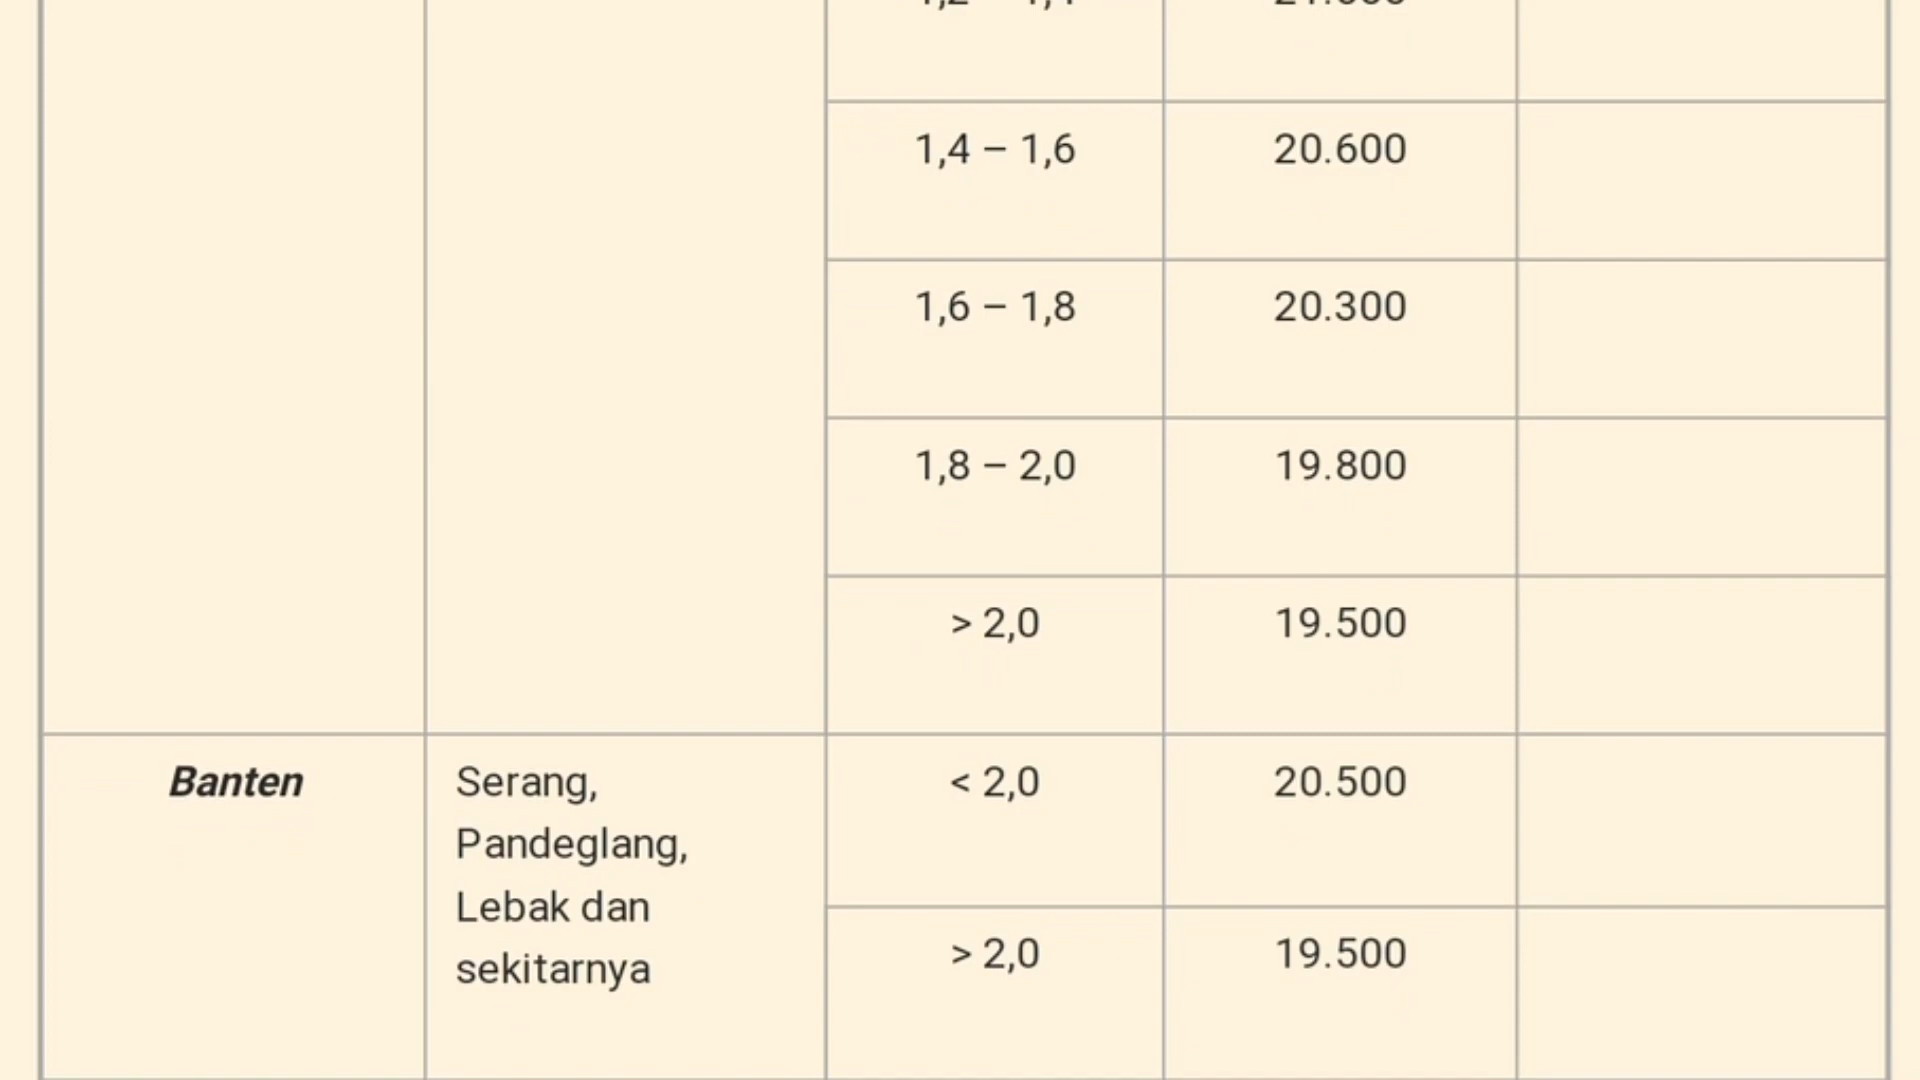 1,4 – 1,6 20.600
1,6 – 1,8 20.300
1,8 – 2,0 19.800
> 2,0 19.500
Banten Serang, < 2,0 20.500
Pandeglang,
Lebak dan
> 2,0 19.500
sekitarnya